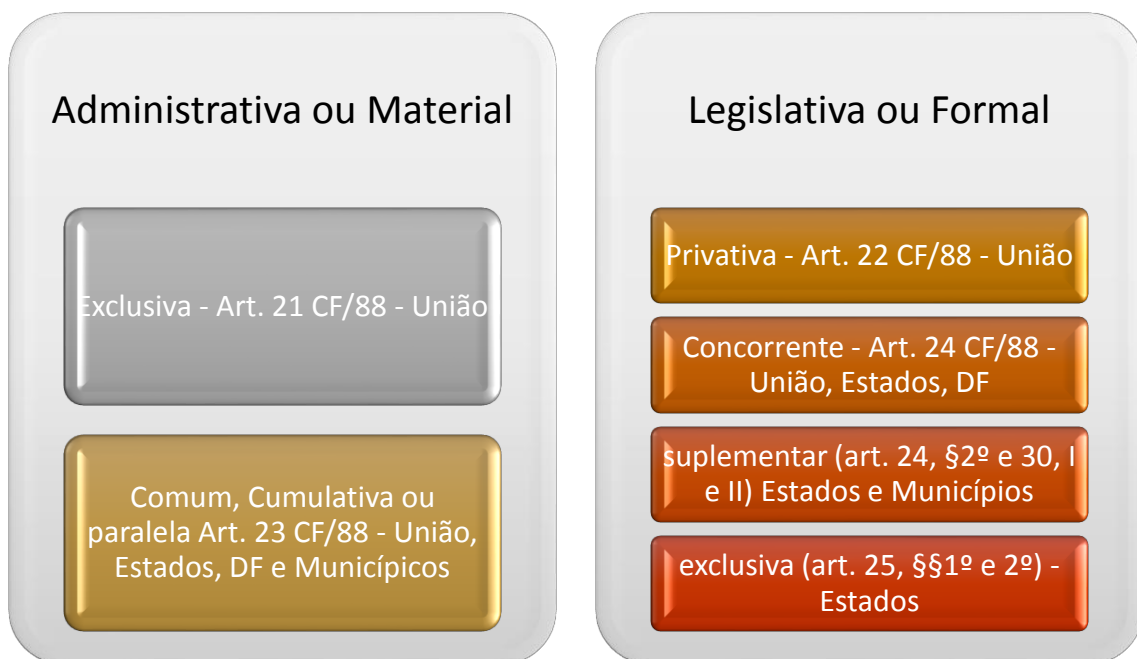 Administrativa ou Material
Exclusiva - Art. 21 CF/88 - União
Comum, Cumulativa ou
paralela Art. 23 CF/88 - União,
Estados, DF e Municípicos
Legislativa ou Formal
Privativa - Art. 22 CF/88 - União
Concorrente - Art. 24 CF/88 -
União, Estados, DF
suplementar (art. 24, §2º e 30, I
e II) Estados e Municípios
exclusiva (art. 25, §§1º e 2º) -
Estados